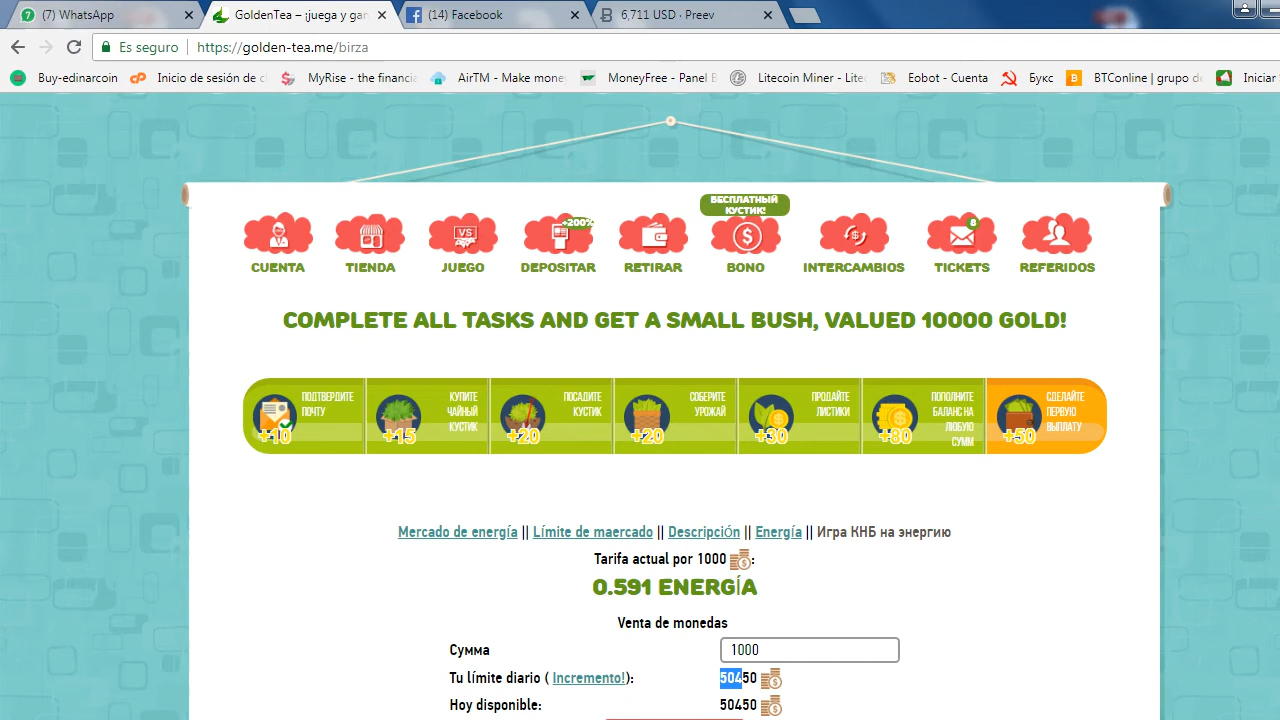 (7) WhatsApp
GoldenTea – ¡juega y gan
(14) Facebook
6,711 USD · Preev
Es seguro
https://golden-tea.me/birza
Buy-edinarcoin
Inicio de sesión de c
MyRise - the financia
AirTM - Make mone
MoneyFree - Panel B
Litecoin Miner - Lite
Eobot - Cuenta
Букс
BTConline | grupo de
Iniciar
БЕСПЛАТНЫЙ
КУСТИК!
+200%
VS
8
CUENTA
TIENDA
JUEGO
DEPOSITAR
RETIRAR
BONO
INTERCAMBIOS
TICKETS
REFERIDOS
COMPLETE ALL TASKS AND GET A SMALL BUSH, VALUED 10000 GOLD!
ПОДТВЕРДИТЕ
ПОЧТУ
+10
КУПИТЕ
ЧАЙНЫЙ
КУСТИК
+15
ПОСАДИТЕ
КУСТИК
+20
СОБЕРИТЕ
УРОЖАЙ
+20
ПРОДАЙТЕ
ЛИСТИКИ
+30
ПОПОЛНИТЕ
БАЛАНС НА
ЛЮБУЮ
СУММ
+80
СДЕЛАЙТЕ
ПЕРВУЮ
ВЫПЛАТУ
+50
Mercado de energía || Límite de maercado || Descripción || Energía || Игра КНБ на энергию
Tarifa actual por 1000 :
0.591 ENERGÍA
Venta de monedas
Сумма 1000
Tu límite diario ( Incremento!): 50450
Hoy disponible: 50450